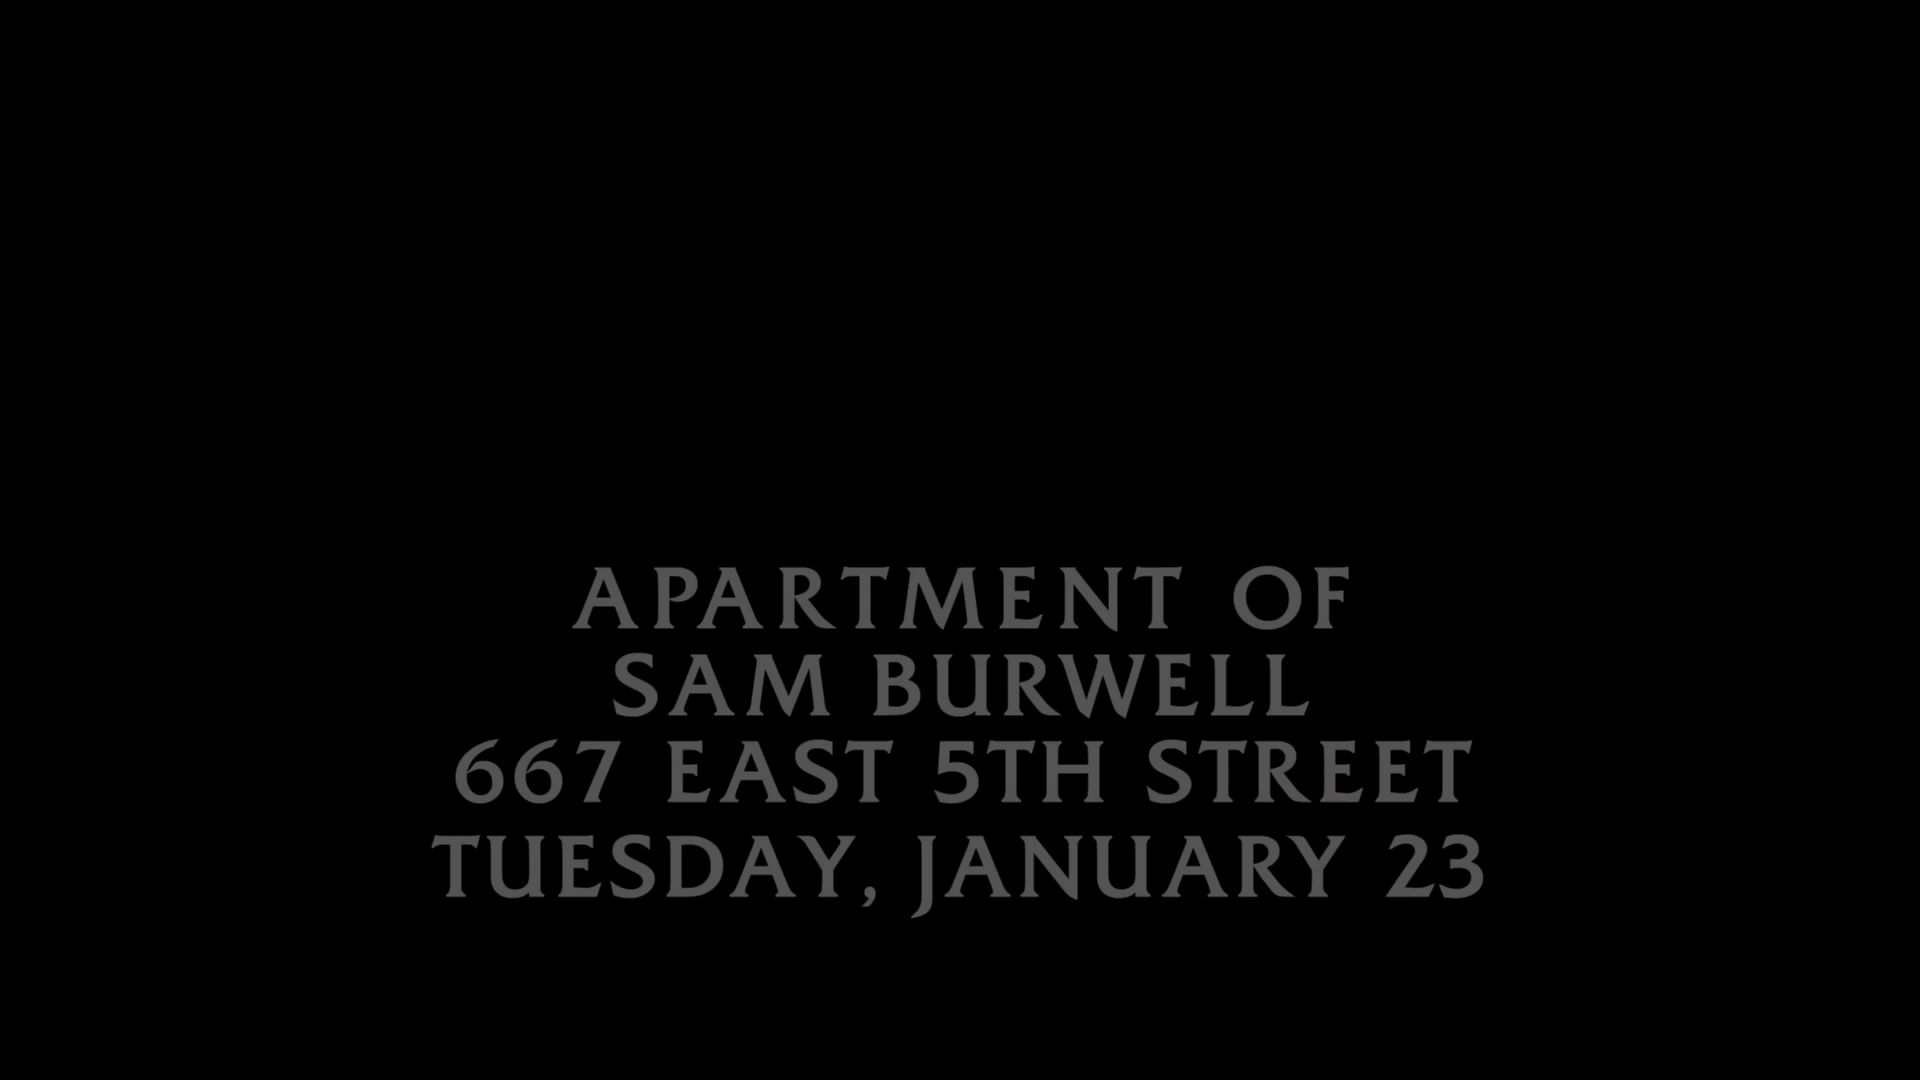 APARTMENT OF
SAM BURWELL
667 EAST 5TH STREET
TUESDAY, JANUARY 23